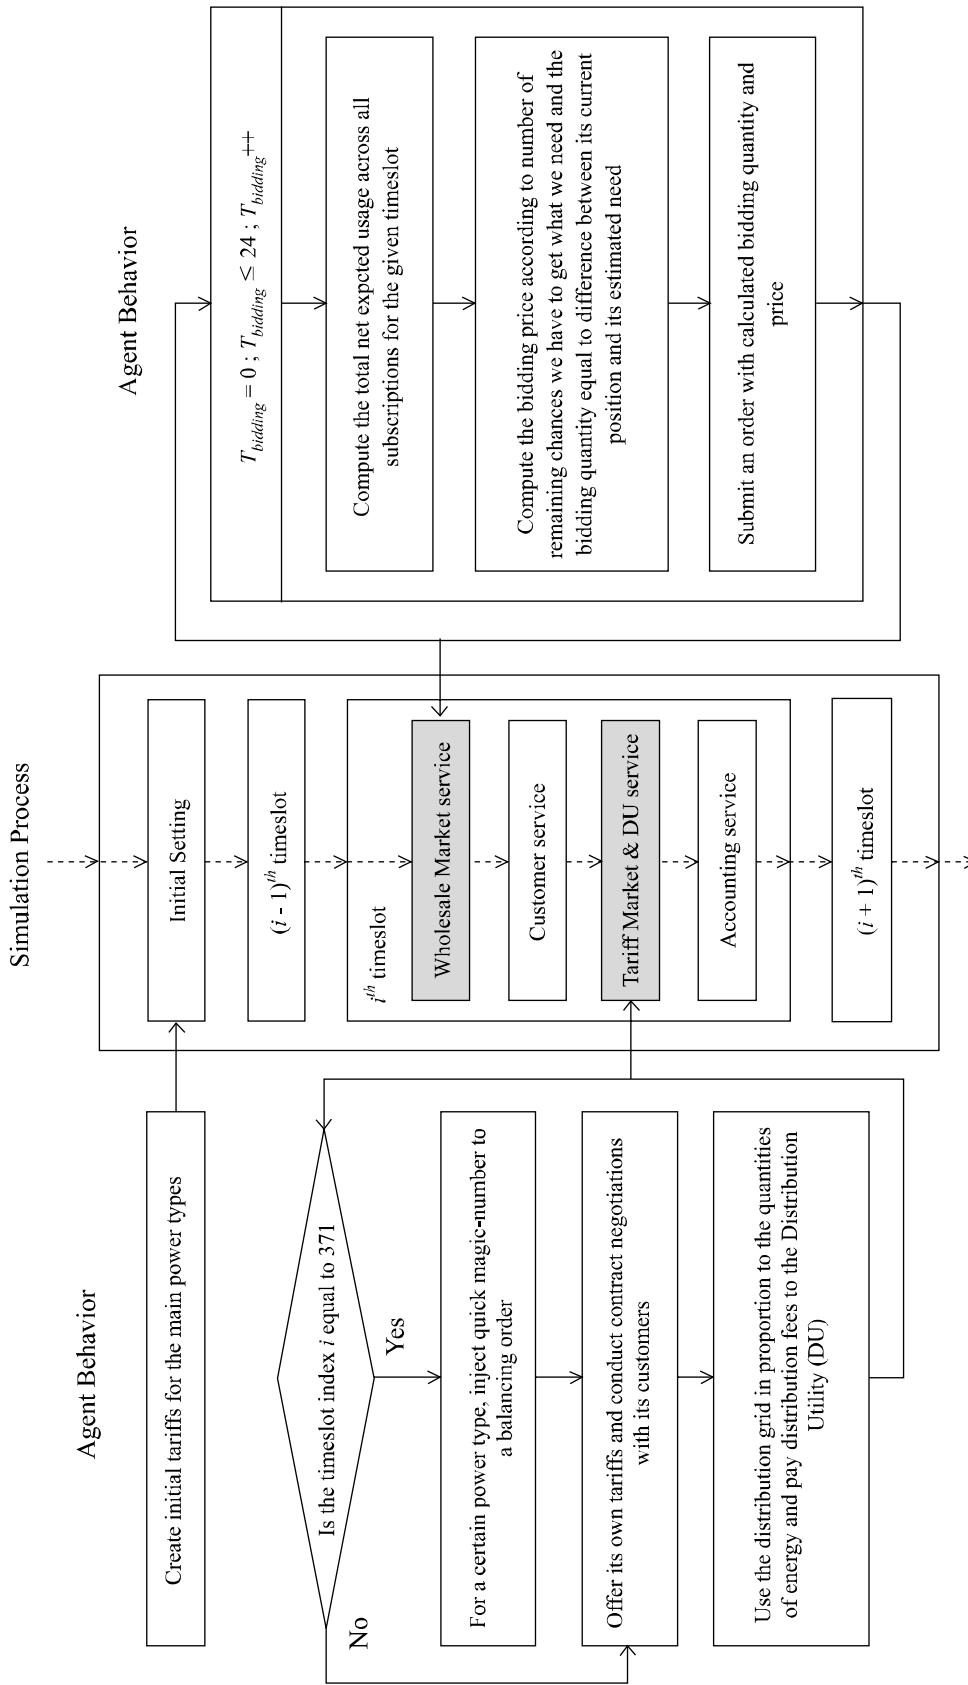 Agent Behavior
Create initial tariffs for the main power types
Is the timeslot index i equal to 371
No
Yes
For a certain power type, inject quick magic-number to
a balancing order
Offer its own tariffs and conduct contract negotiations
with its customers
Use the distribution grid in proportion to the quantities
of energy and pay distribution fees to the Distribution
Utility (DU)
Simulation Process
Initial Setting
(i - 1)th timeslot
ith timeslot
Wholesale Market service
Customer service
Tariff Market & DU service
Accounting service
(i + 1)th timeslot
Agent Behavior
Tbidding = 0 ; Tbidding ≤ 24 ; Tbidding++
Compute the total net expcted usage across all
subscriptions for the given timeslot
Compute the bidding price according to number of
remaining chances we have to get what we need and the
bidding quantity equal to difference between its current
position and its estimated need
Submit an order with calculated bidding quantity and
price